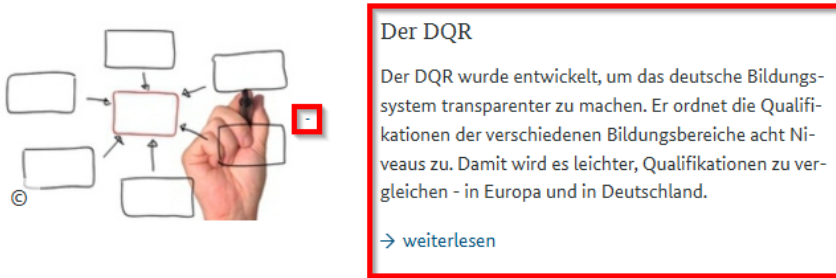 ©
-
Der DQR
Der DQR wurde entwickelt, um das deutsche Bildungs-
system transparenter zu machen. Er ordnet die Qualifi-
kationen der verschiedenen Bildungsbereiche acht Ni-
veaus zu. Damit wird es leichter, Qualifikationen zu ver-
gleichen - in Europa und in Deutschland.
→ weiterlesen